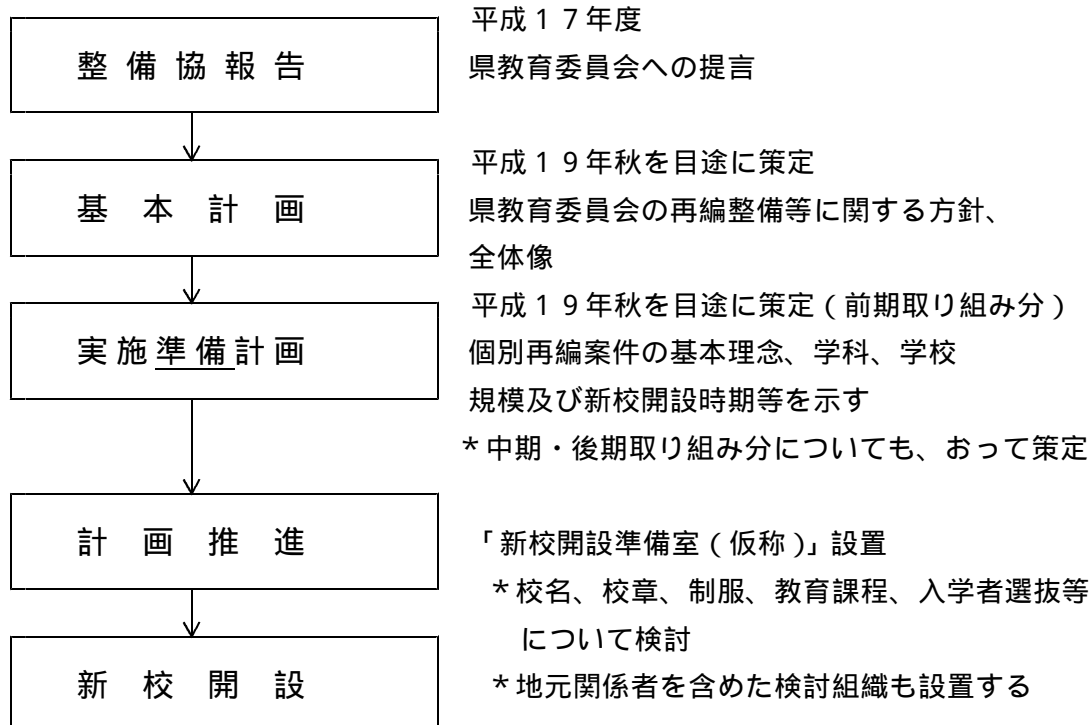 平成１７年度
整備協報告
県教育委員会への提言
平成１９年秋を目途に策定
基本計画
県教育委員会の再編整備等に関する方針、
全体像
平成１９年秋を目途に策定（前期取り組み分）
実施準備計画
個別再編案件の基本理念、学科、学校
規模及び新校開設時期等を示す
＊中期・後期取り組み分についても、おって策定
計画推進
「新校開設準備室（仮称）」設置
＊校名、校章、制服、教育課程、入学者選抜等
について検討
新校開設
＊地元関係者を含めた検討組織も設置する